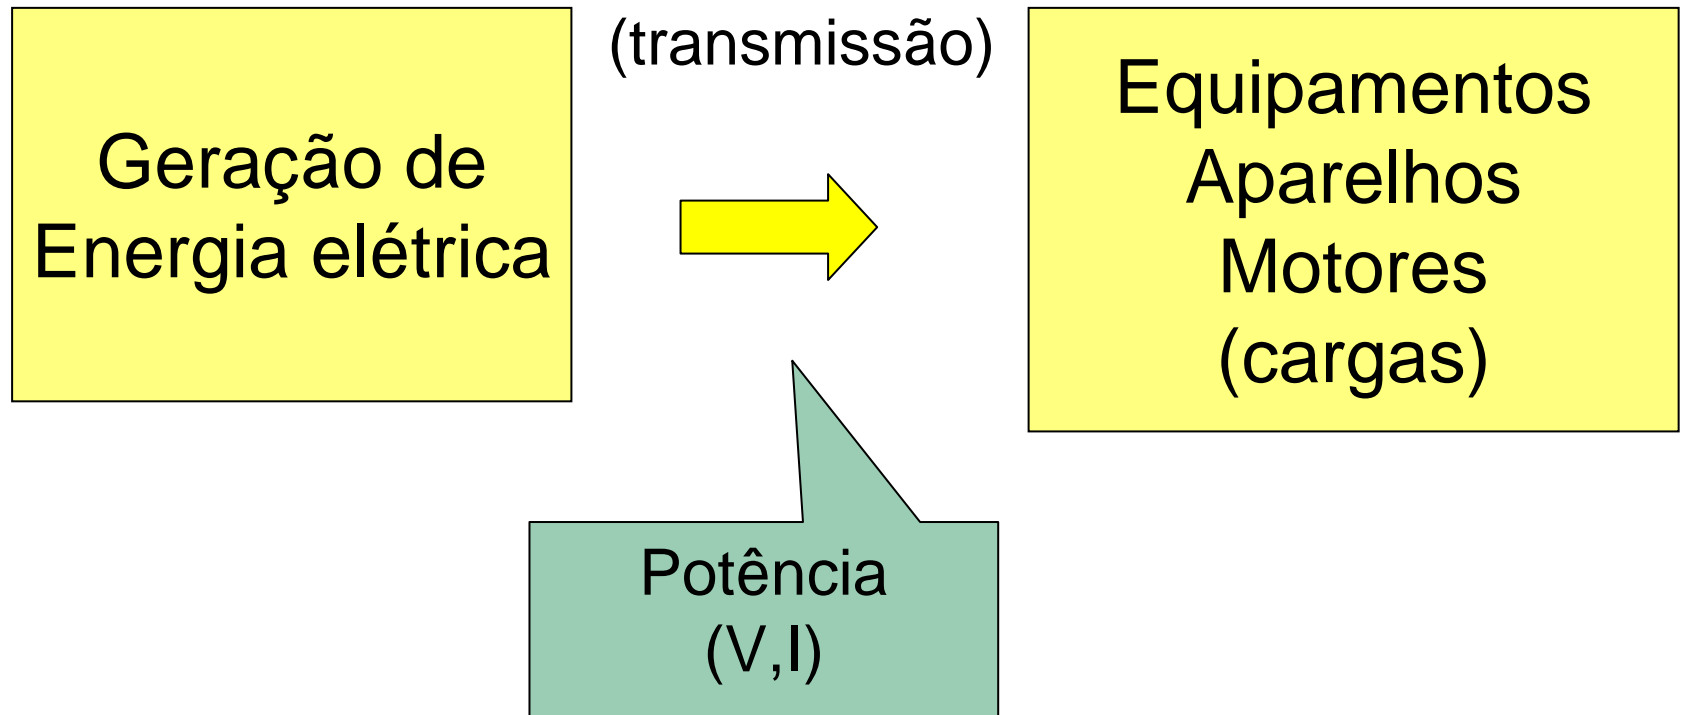 Geração de
Energia elétrica
(transmissão)
Equipamentos
Aparelhos
Motores
(cargas)
Potência
(V,I)